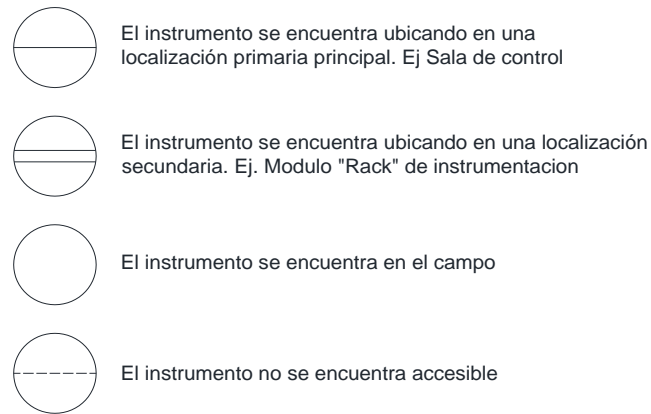 El instrumento se encuentra ubicando en una
localización primaria principal. Ej Sala de control
El instrumento se encuentra ubicando en una localización
secundaria. Ej. Modulo "Rack" de instrumentacion
El instrumento se encuentra en el campo
El instrumento no se encuentra accesible